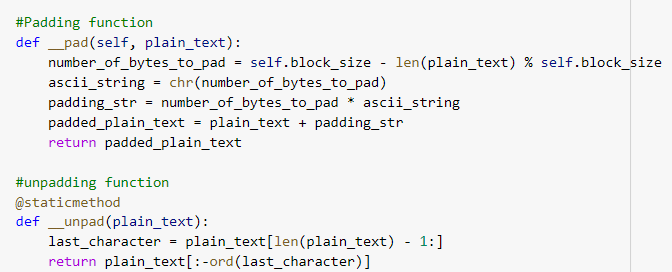 #Padding function
def __pad(self, plain_text):
    number_of_bytes_to_pad = self.block_size - len(plain_text) % self.block_size
    ascii_string = chr(number_of_bytes_to_pad)
    padding_str = number_of_bytes_to_pad * ascii_string
    padded_plain_text = plain_text + padding_str
    return padded_plain_text

#unpadding function
@staticmethod
def __unpad(plain_text):
    last_character = plain_text[len(plain_text) - 1:]
    return plain_text[:-ord(last_character)]